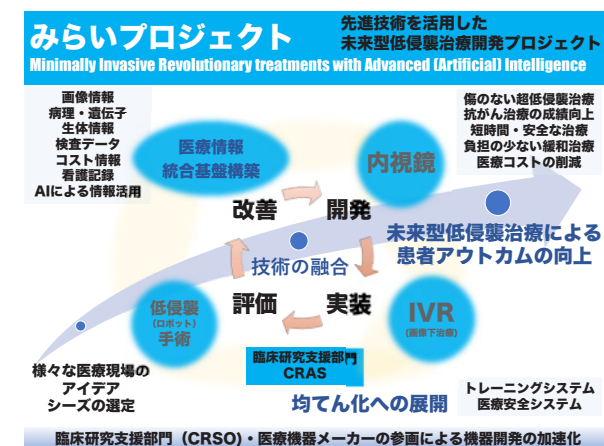 みらいプロジェクト
先進技術を活用した
未来型低侵襲治療開発プロジェクト
Minimally Invasive Revolutionary treatments with Advanced (Artificial) Intelligence
画像情報
病理・遺伝子
生体情報
検査データ
コスト情報
看護記録
AIによる情報活用
医療情報
統合基盤構築
内視鏡
傷のない超低侵襲治療
抗がん治療の成績向上
短時間・安全な治療
負担の少ない緩和治療
医療コストの削減
改善
開発
未来型低侵襲治療による
患者アウトカムの向上
技術の融合
評価
実装
低侵襲
(ロボット)
手術
IVR
(画像下治療)
臨床研究支援部門
CRAS
様々な医療現場の
アイデア
シーズの選定
均てん化への展開
トレーニングシステム
医療安全システム
臨床研究支援部門（CRSO）・医療機器メーカーの参画による機器開発の加速化